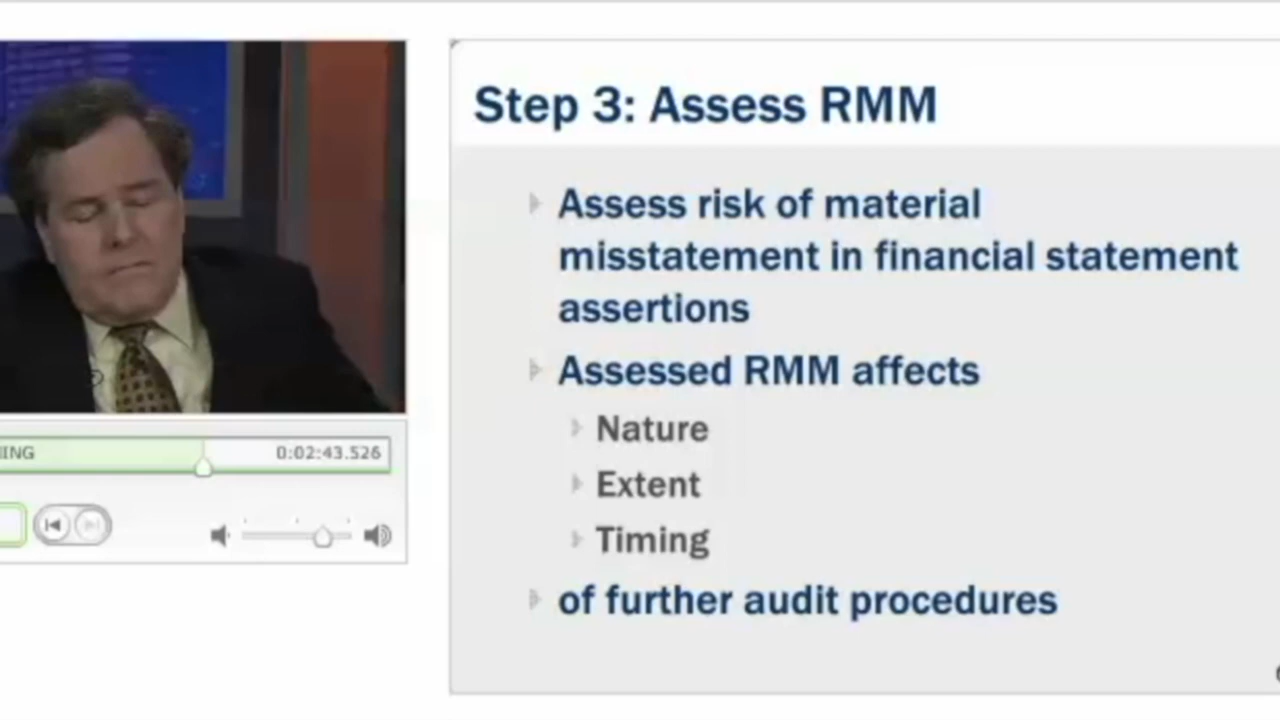 Step 3: Assess RMM
Assess risk of material
misstatement in financial statement
assertions
Assessed RMM affects
Nature
Extent
Timing
of further audit procedures
0:02:43.526